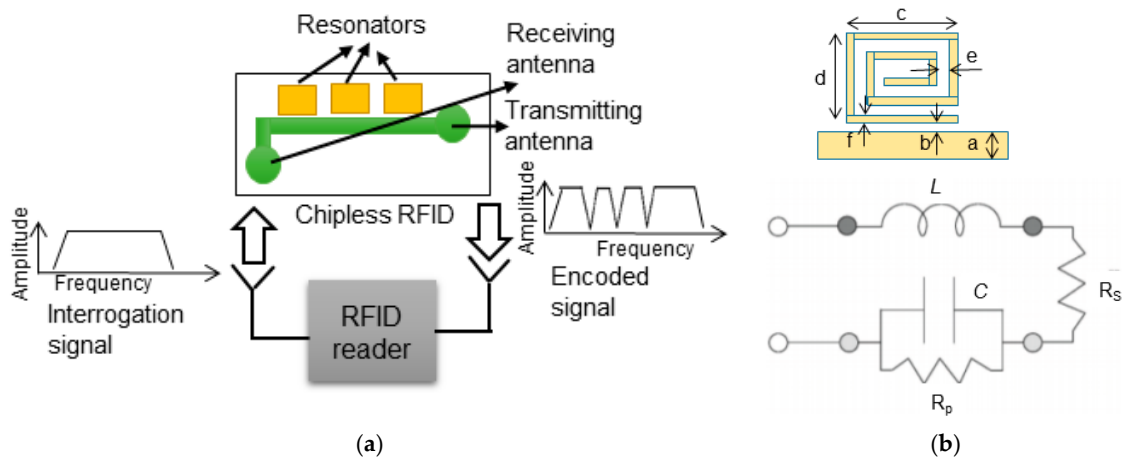 Resonators
Receiving
antenna
Transmitting
antenna
Chipless RFID
Amplitude
Frequency
Interrogation
signal
RFID
reader
Amplitude
Frequency
Encoded
signal
(a)
c
d
e
f
b
a
L
C
R_S
R_p
(b)